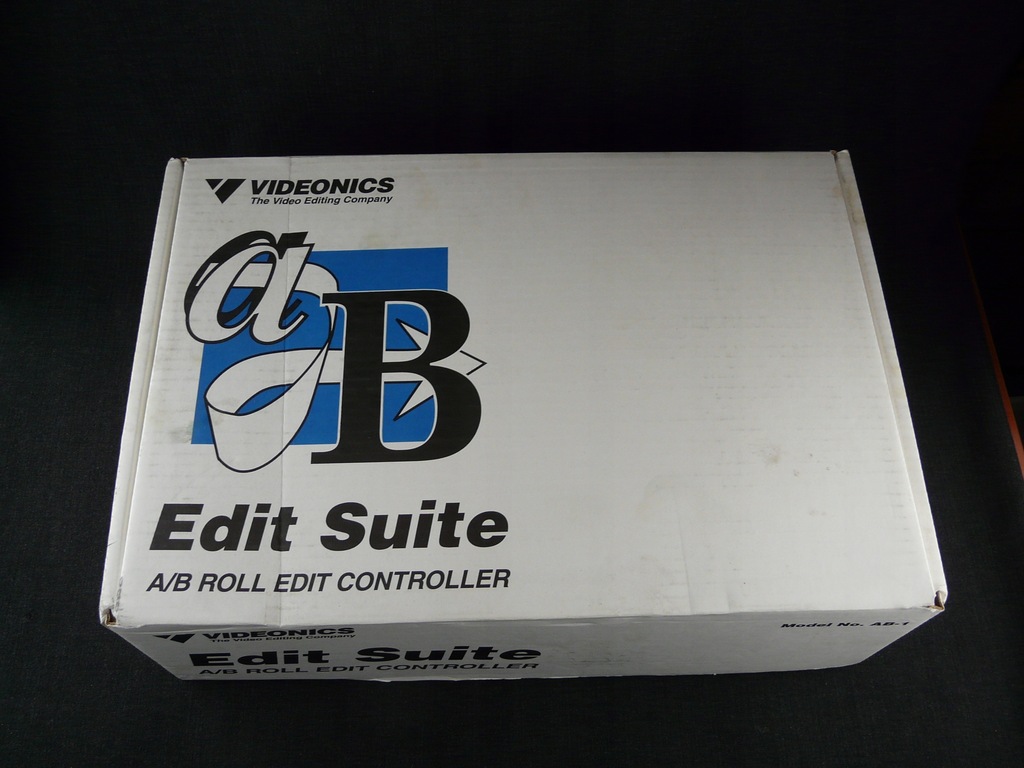 VIDEONICS
The Video Editing Company
a
B
Edit Suite
A/B ROLL EDIT CONTROLLER
VIDEONICS
The Video Editing Company
Edit Suite
A/B ROLL EDIT CONTROLLER
Model No. AB-1